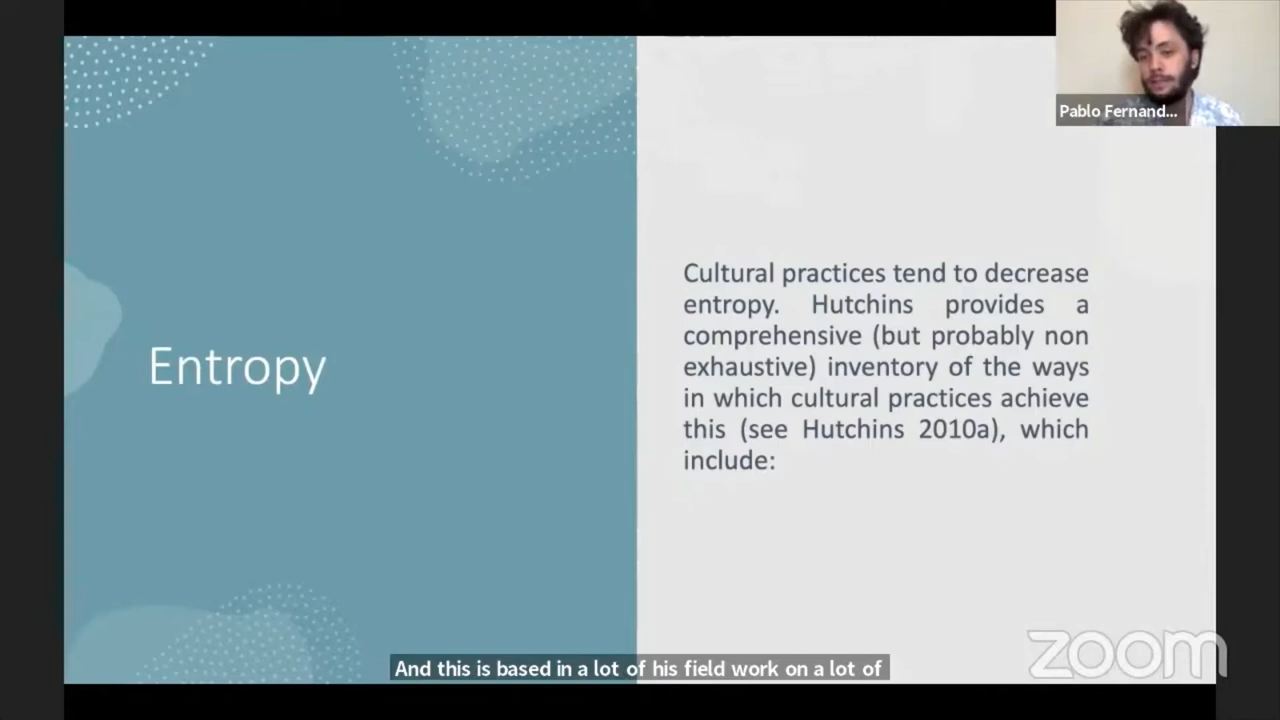 Pablo Fernand...
Entropy
Cultural practices tend to decrease
entropy. Hutchins provides a
comprehensive (but probably non
exhaustive) inventory of the ways
in which cultural practices achieve
this (see Hutchins 2010a), which
include:
And this is based in a lot of his field work on a lot of
zoom